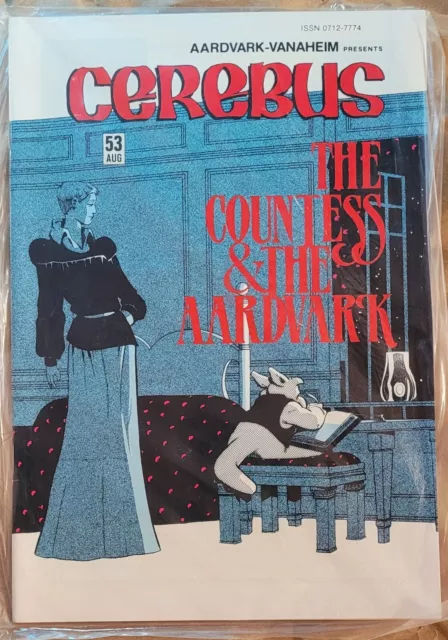 ISSN 0712-7774
AARDVARK-VANAHEIM PRESENTS
CEREBUS
53
AUG
THE
COUNTESS
& THE
AARDVARK